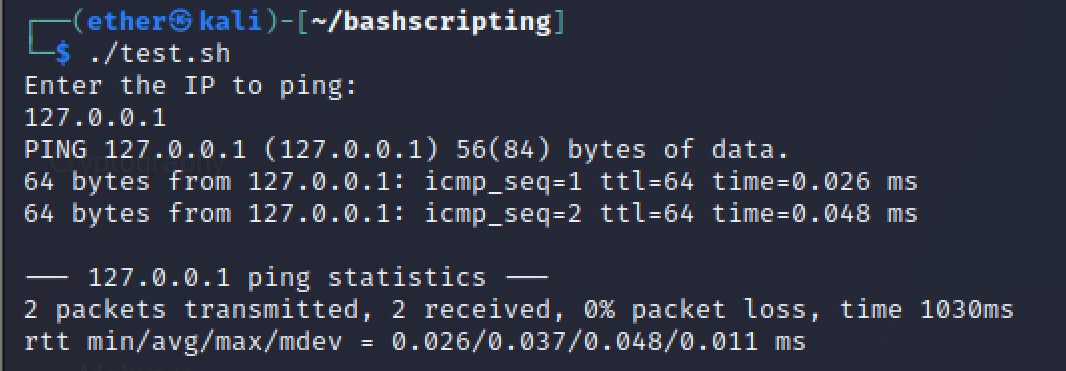 ┌──(ether㉿kali)-[~/bashscripting]
└─$ ./test.sh
Enter the IP to ping:
127.0.0.1
PING 127.0.0.1 (127.0.0.1) 56(84) bytes of data.
64 bytes from 127.0.0.1: icmp_seq=1 ttl=64 time=0.026 ms
64 bytes from 127.0.0.1: icmp_seq=2 ttl=64 time=0.048 ms

--- 127.0.0.1 ping statistics ---
2 packets transmitted, 2 received, 0% packet loss, time 1030ms
rtt min/avg/max/mdev = 0.026/0.037/0.048/0.011 ms